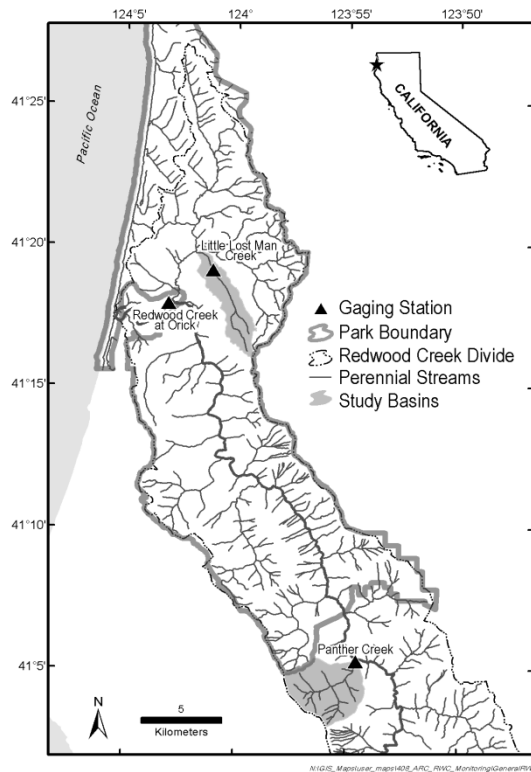 124°5'
124°
123°55'
123°50'
41°25'
41°20'
41°15'
41°10'
41°5'
Pacific Ocean
CALIFORNIA
Little Lost Man
Creek
Redwood Creek
at Orick
Gaging Station
Park Boundary
Redwood Creek Divide
Perennial Streams
Study Basins
Panther Creek
N
5
Kilometers